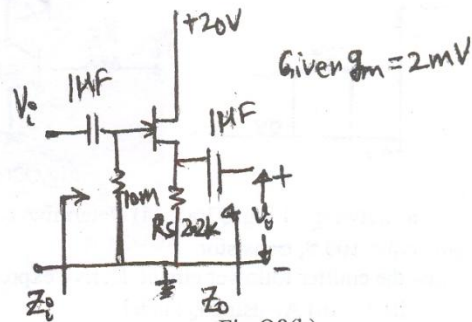 +20V
Given gm = 2mV
1µF
Vi
1µF
10M
Rs 2.2k
+
Vo
-
Zi
Zo